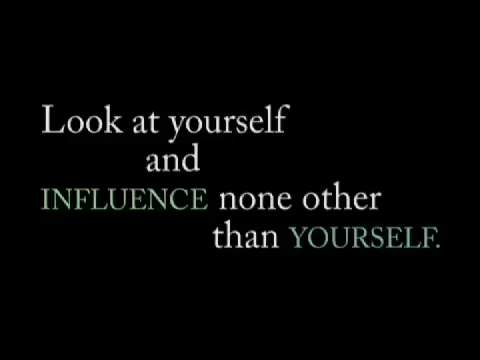 Look at yourself
and
INFLUENCE none other
than YOURSELF.